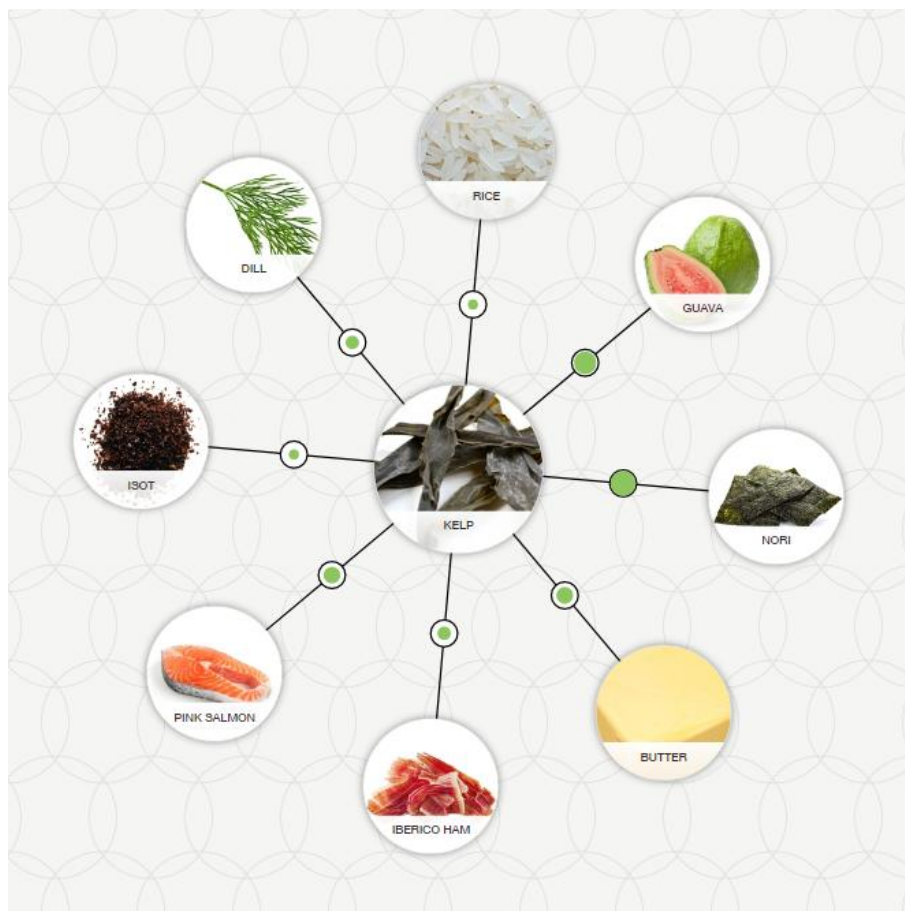 RICE
DILL
GUAVA
ISOT
KELP
NORI
PINK SALMON
BUTTER
IBERICO HAM